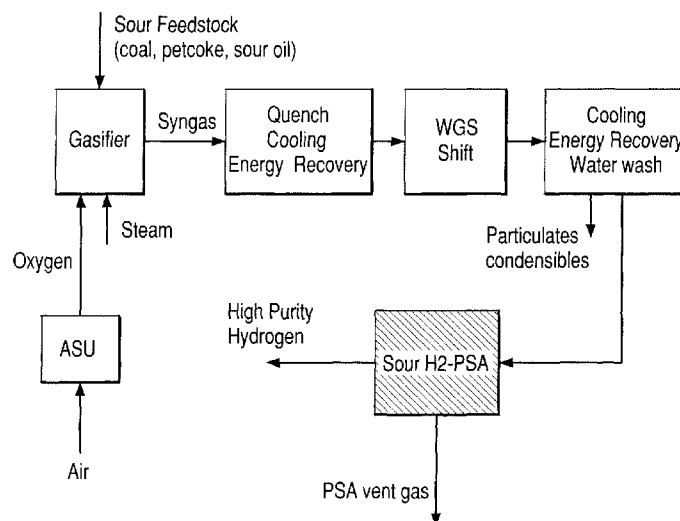 Sour Feedstock
(coal, petcoke, sour oil)
Gasifier
Syngas
Quench
Cooling
Energy Recovery
WGS
Shift
Cooling
Energy Recovery
Water wash
Steam
Oxygen
Particulates
condensibles
ASU
Air
High Purity
Hydrogen
Sour H2-PSA
PSA vent gas